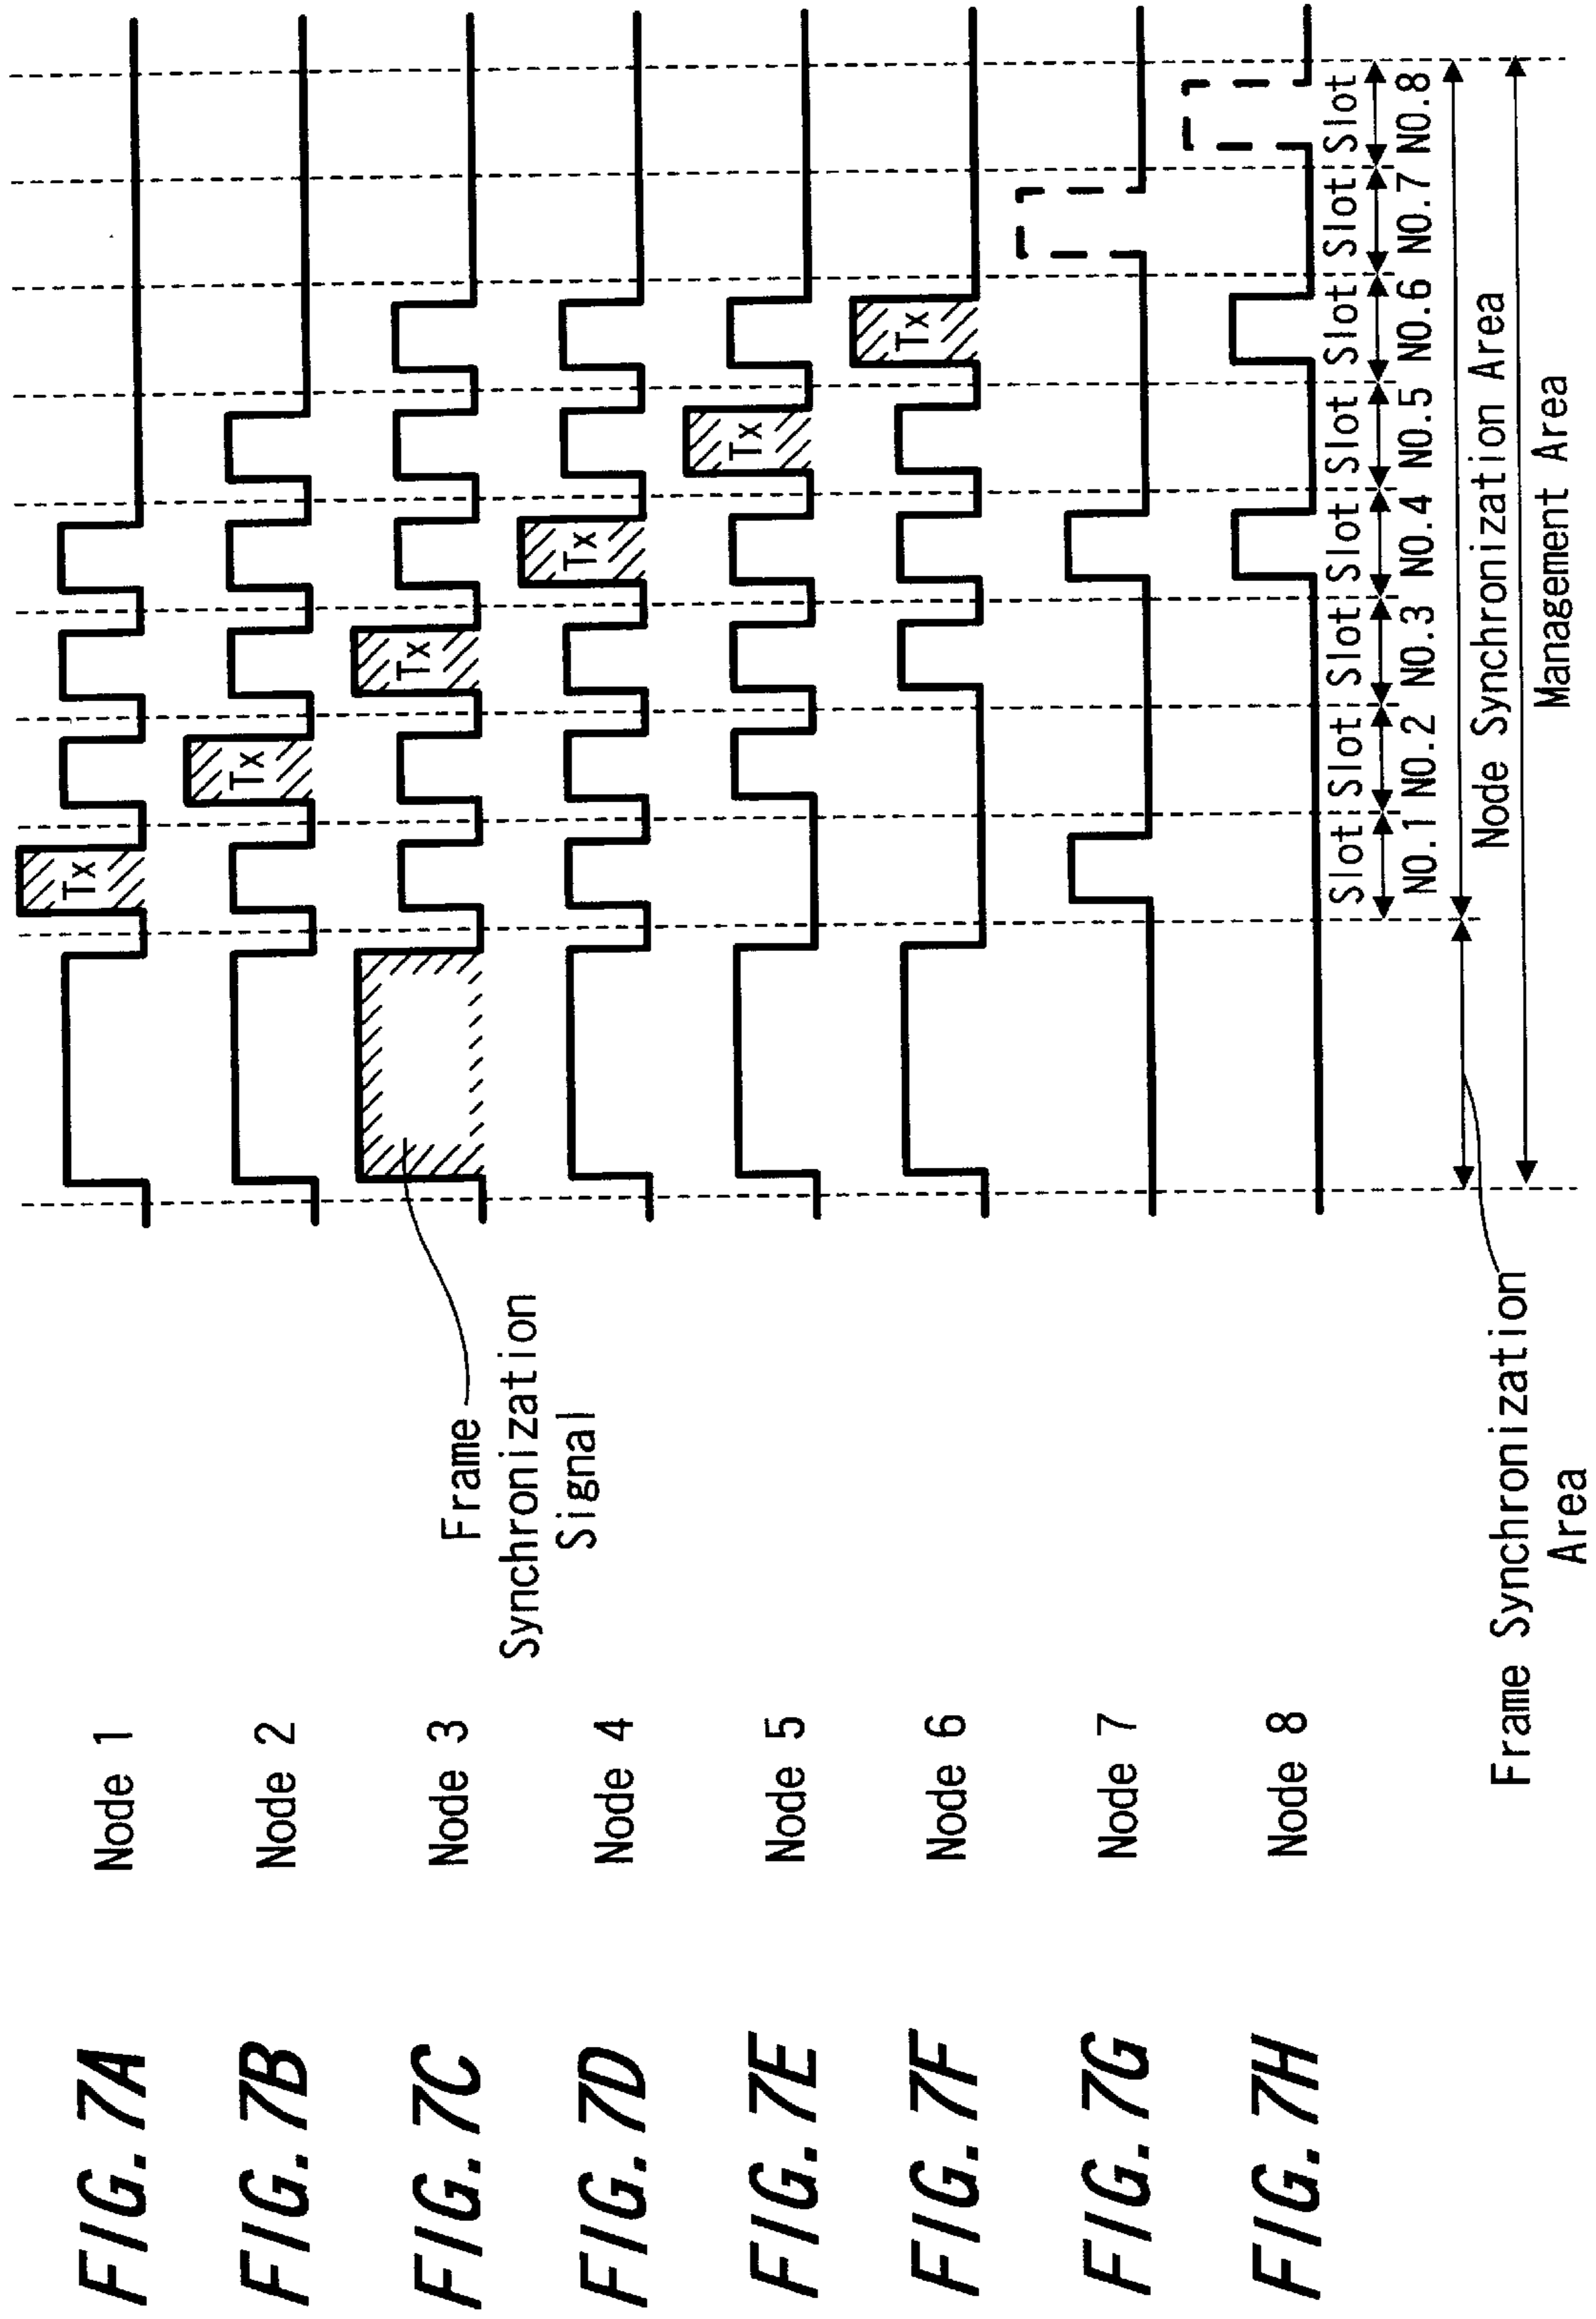 FIG. 7A Node 1
Tx
FIG. 7B Node 2
Tx
FIG. 7C Node 3
Tx
Frame
Synchronization
Signal
FIG. 7D Node 4
Tx
FIG. 7E Node 5
Tx
FIG. 7F Node 6
Tx
FIG. 7G Node 7
FIG. 7H Node 8
Slot Slot Slot Slot Slot Slot Slot Slot
NO.1 NO.2 NO.3 NO.4 NO.5 NO.6 NO.7 NO.8
Node Synchronization Area
Frame Synchronization
Area
Management Area